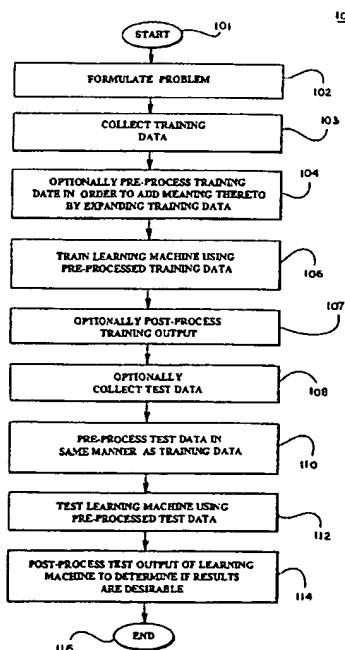 START
101
10
FORMULATE PROBLEM
102
COLLECT TRAINING
DATA
103
OPTIONALLY PRE-PROCESS TRAINING
DATE IN ORDER TO ADD MEANING THERETO
BY EXPANDING TRAINING DATA
104
TRAIN LEARNING MACHINE USING
PRE-PROCESSED TRAINING DATA
106
OPTIONALLY POST-PROCESS
TRAINING OUTPUT
107
OPTIONALLY
COLLECT TEST DATA
108
PRE-PROCESS TEST DATA IN
SAME MANNER AS TRAINING DATA
110
TEST LEARNING MACHINE USING
PRE-PROCESSED TEST DATA
112
POST-PROCESS TEST OUTPUT OF LEARNING
MACHINE TO DETERMINE IF RESULTS
ARE DESIRABLE
114
END
116